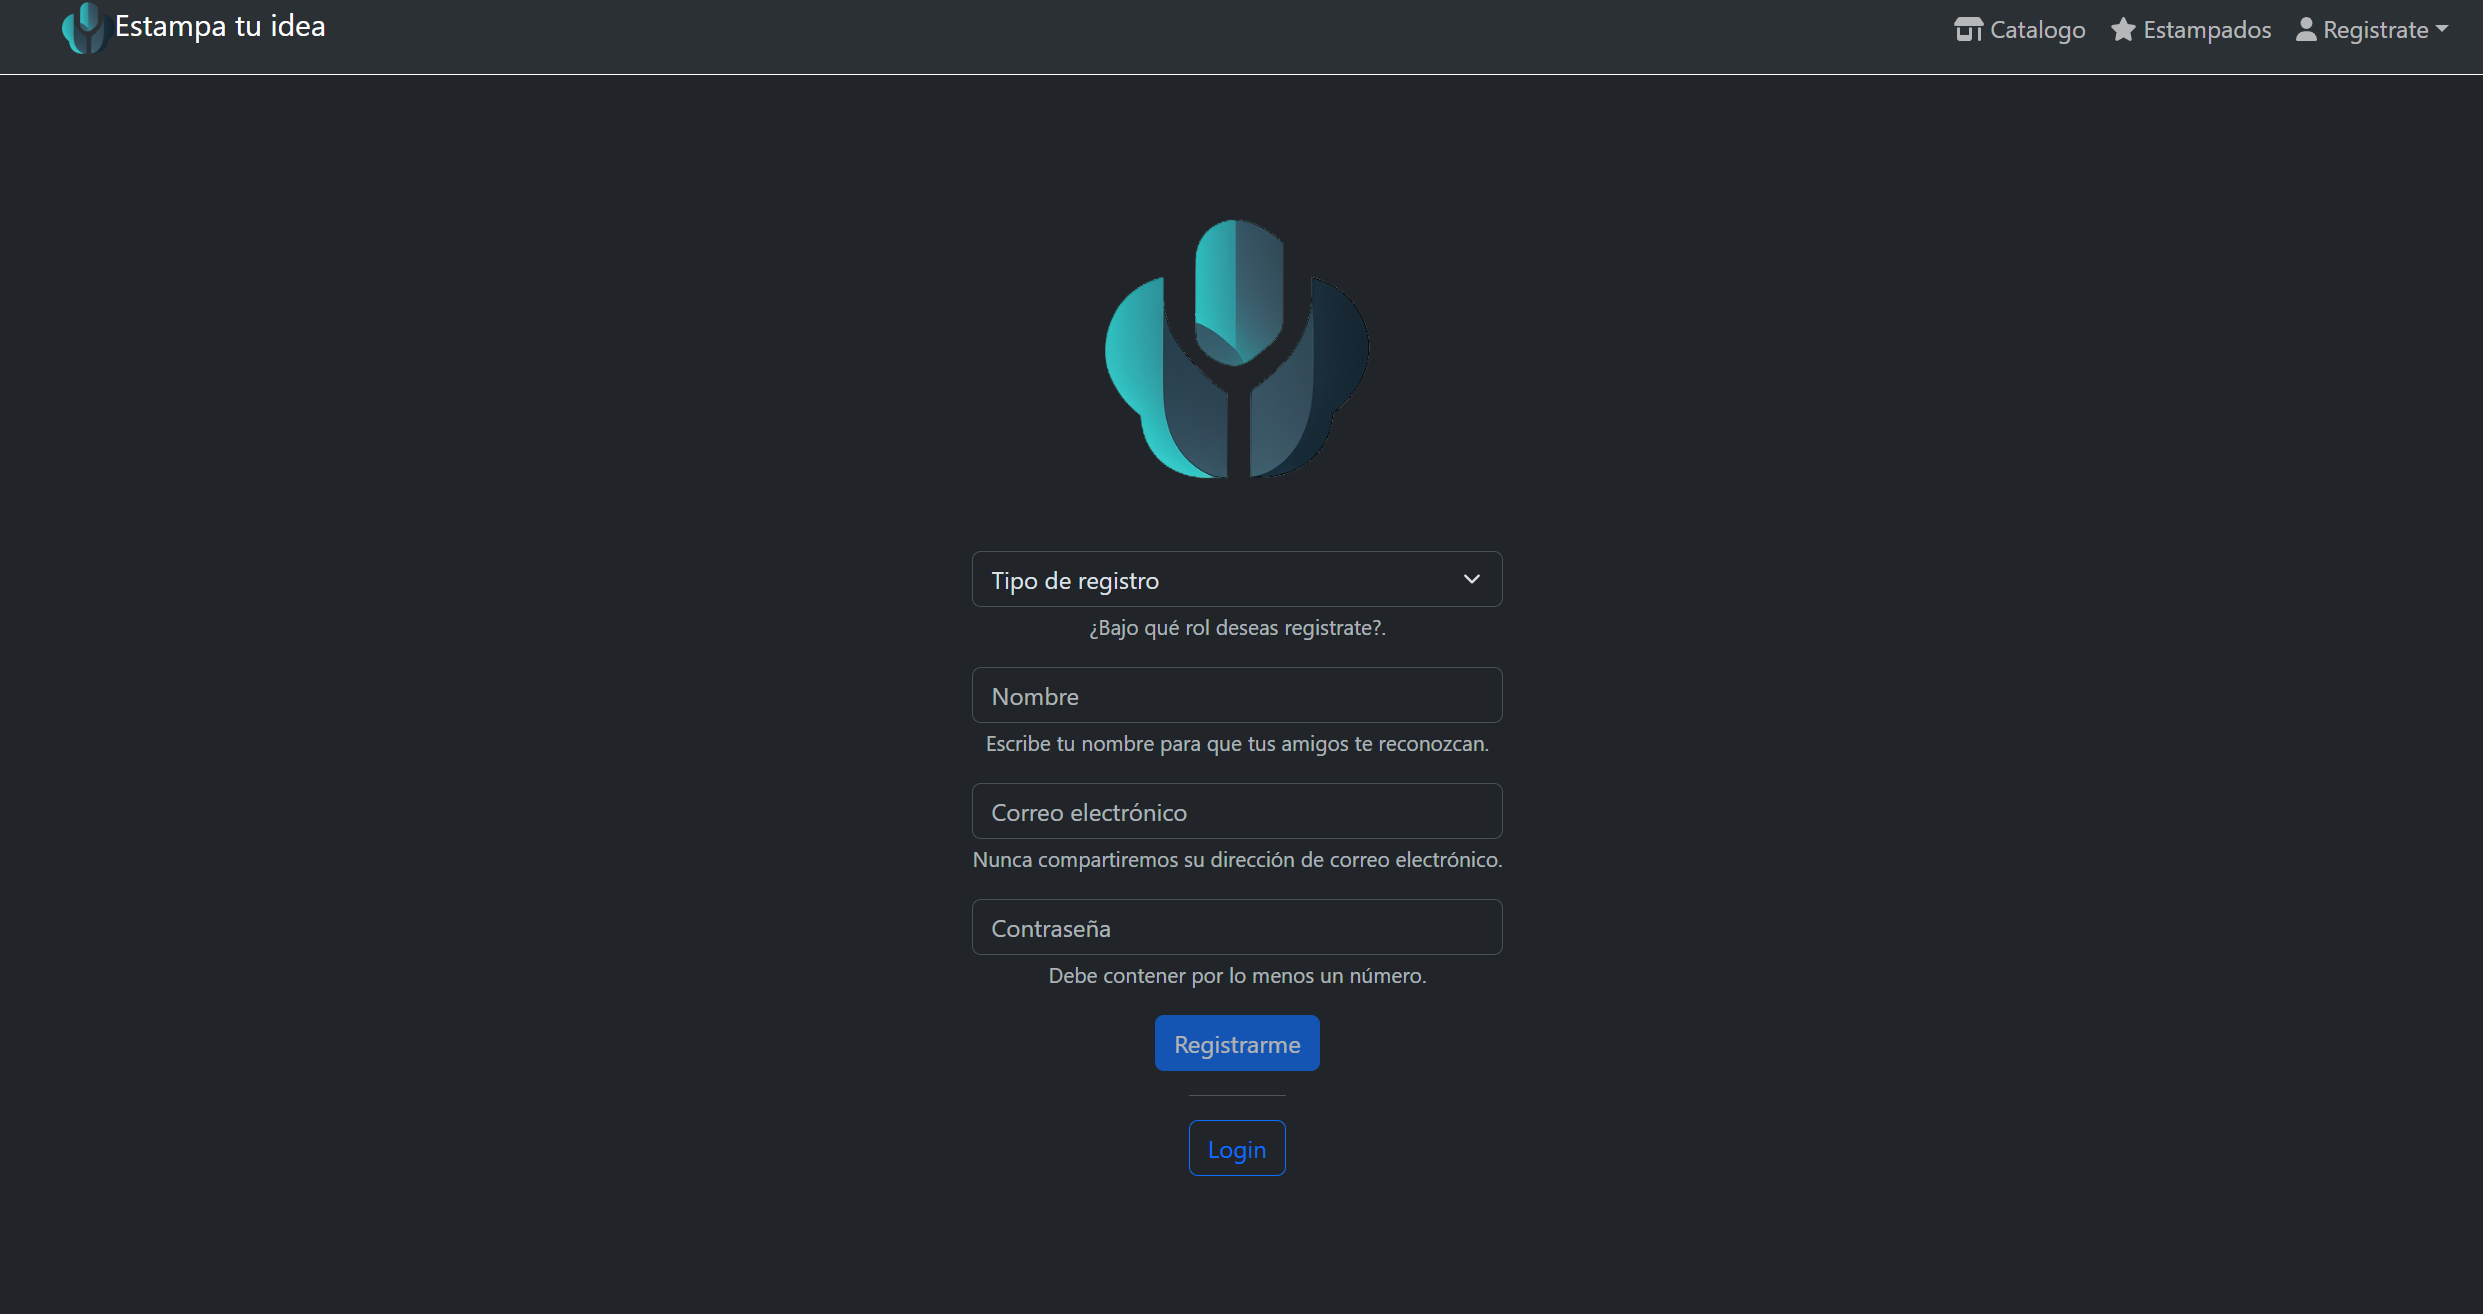 Estampa tu idea
Catalogo Estampados Registrate
Tipo de registro
¿Bajo qué rol deseas registrate?.
Nombre
Escribe tu nombre para que tus amigos te reconozcan.
Correo electrónico
Nunca compartiremos su dirección de correo electrónico.
Contraseña
Debe contener por lo menos un número.
Registrarme
Login